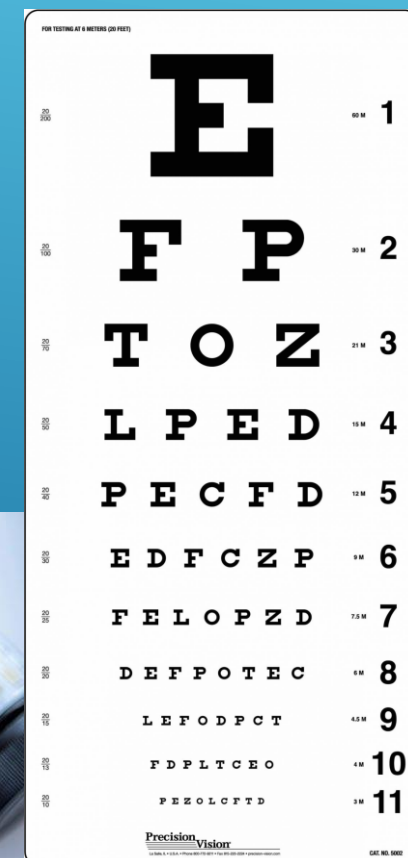 FOR TESTING AT 6 METERS (20 FEET)
20/200 E 60 M 1
20/100 F P 30 M 2
20/70 T O Z 21 M 3
20/50 L P E D 15 M 4
20/40 P E C F D 12 M 5
20/30 E D F C Z P 9 M 6
20/25 F E L O P Z D 7.5 M 7
20/20 D E F P O T E C 6 M 8
20/15 L E F O D P C T 4.5 M 9
20/13 F D P L T C E O 4 M 10
20/10 P E Z O L C F T D 3 M 11
Precision Vision
CAT. NO. 5002